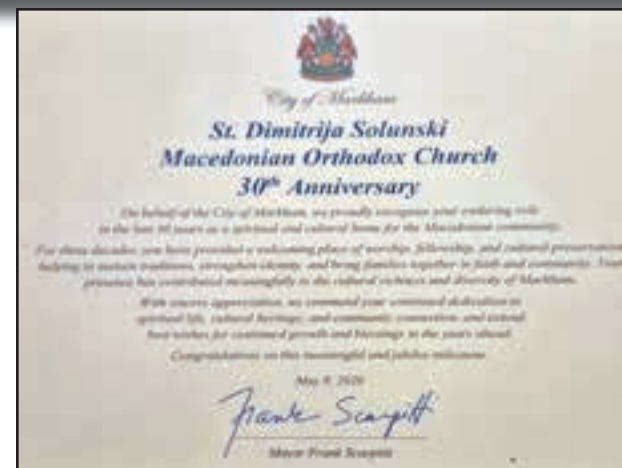 City of Markham
St. Dimitrija Solunski
Macedonian Orthodox Church
30th Anniversary
On behalf of the City of Markham, we proudly recognize your enduring role
in the last 30 years as a spiritual and cultural home for the Macedonian community.
For three decades, you have provided a welcoming place of worship, fellowship, and cultural preservation
helping to sustain traditions, strengthen identity, and bring families together in faith and community. Your
presence has contributed meaningfully to the cultural richness and diversity of Markham.
With sincere appreciation, we commend your continued dedication to
spiritual life, cultural heritage, and community connection, and extend
best wishes for continued growth and blessings in the years ahead.
Congratulations on this meaningful and jubilee milestone.
May 9, 2026
Frank Scarpitti
Mayor Frank Scarpitti